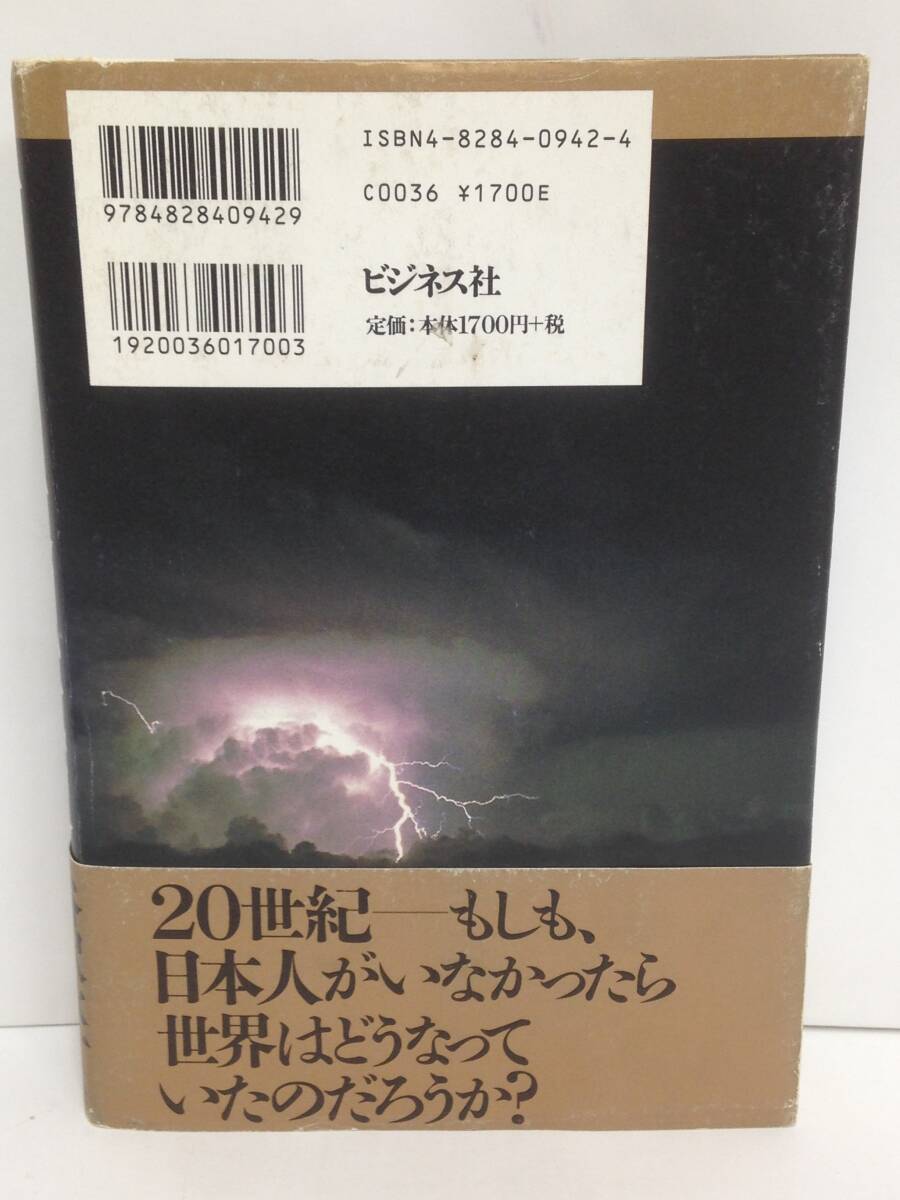 ISBN4-8284-0942-4
C0036 ¥1700E
9784828409429
1920036017003
ビジネス社
定価：本体1700円+税
20世紀――もしも、
日本人がいなかったら
世界はどうなって
いたのだろうか?